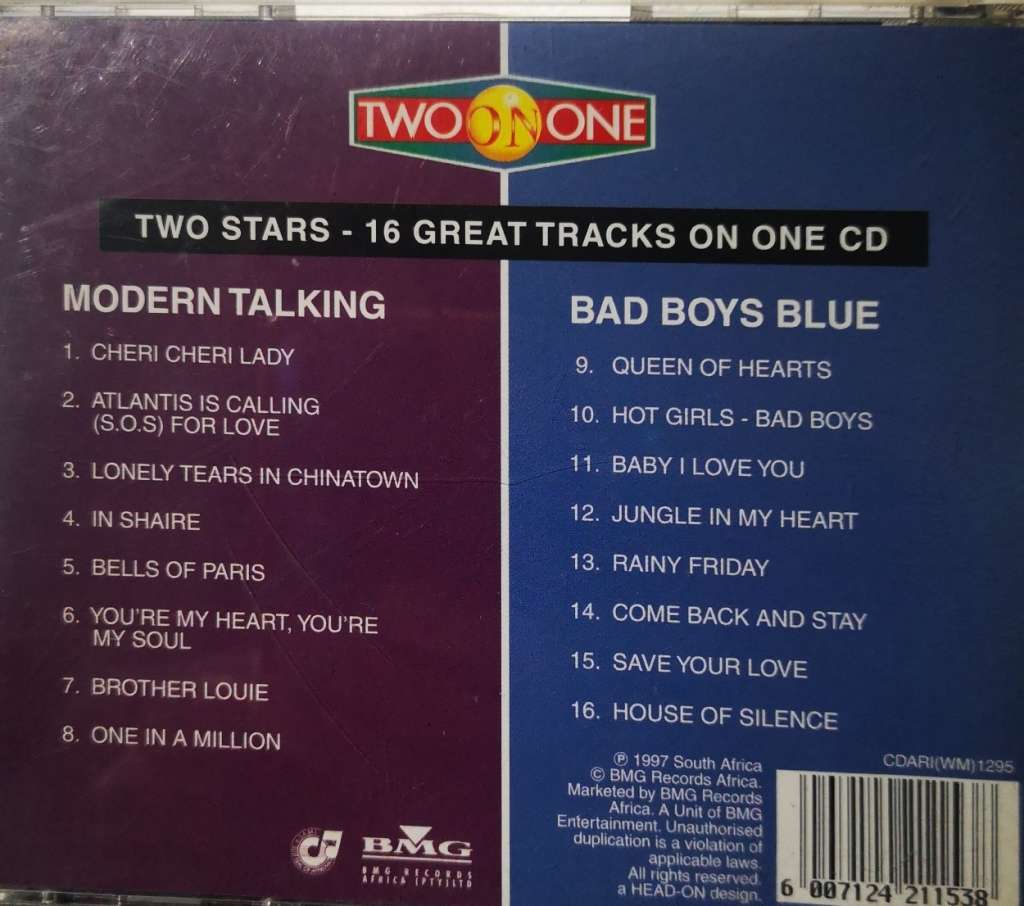 TWO ON ONE
TWO STARS - 16 GREAT TRACKS ON ONE CD
MODERN TALKING
1. CHERI CHERI LADY
2. ATLANTIS IS CALLING
(S.O.S) FOR LOVE
3. LONELY TEARS IN CHINATOWN
4. IN SHAIRE
5. BELLS OF PARIS
6. YOU'RE MY HEART, YOU'RE
MY SOUL
7. BROTHER LOUIE
8. ONE IN A MILLION
BAD BOYS BLUE
9. QUEEN OF HEARTS
10. HOT GIRLS - BAD BOYS
11. BABY I LOVE YOU
12. JUNGLE IN MY HEART
13. RAINY FRIDAY
14. COME BACK AND STAY
15. SAVE YOUR LOVE
16. HOUSE OF SILENCE
℗ 1997 South Africa
© BMG Records Africa.
Marketed by BMG Records
Africa. A Unit of BMG
Entertainment. Unauthorised
duplication is a violation of
applicable laws.
All rights reserved.
a HEAD-ON design.
CDARI(WM)1295
6 007124 211538
BMG
BMG RECORDS
AFRICA (PTY) LTD